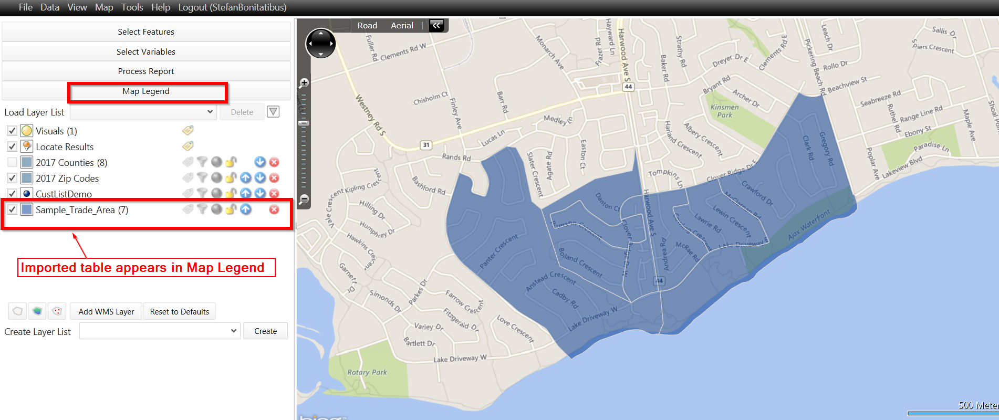 File Data View Map Tools Help Logout (StefanBonitatibus)
Select Features
Select Variables
Process Report
Map Legend
Load Layer List
Delete
Visuals (1)
Locate Results
2017 Counties (8)
2017 Zip Codes
CustListDemo
Sample_Trade_Area (7)
Imported table appears in Map Legend
Add WMS Layer
Reset to Defaults
Create Layer List
Create
Road Aerial | «
Fuller Rd
Clements Rd W
Monarch Ave
Frazer Rd
Hayward Ln
Harwood Ave S
Baker Rd
Strathy Rd
Dreyer Dr E
Clements Rd E
Pickering Beach Rd
Leach Dr
Sallis Dr
Spiers Crescent
Rollo Dr
Beachview St
Seabreeze Rd
Ruthel Rd
Range Line Rd
Maple Ave
Shoal Poi
Ebony St
Paradise Ln
Lakeview Blvd
Poplar Ave
44
Bryant Rd
Archer Dr
Kinsmen
Park
Chisholm Ct
Finley Ave
Barr Rd
Westney Rd S
Medley Ln
Lucas Ln
31
Rands Rd
Harland Crescent
Albery Crescent
Easton Ct
Agate Rd
Slater Crescent
Tompkins Ln
Clover Ridge Dr E
Clark Rd
Gregory Rd
Bashford Rd
Kipling Crescent
Vale Crescent
Hilling Dr
Humphrey Dr
Hawkins Crescent
Garnett Dr
Simonds Dr
Parkes Dr
Farrow Crescent
Fitzgerald Dr
Love Crescent
Varley Dr
Bartlett Dr
Lake Driveway W
Rotary Park
Panter Crescent
Danton Ct
Harwood Ave S
Crawford Dr
McClarnan Rd
Lewin Crescent
Lawrie Rd
McRae Rd
Andrea Rd
Lake Driveway E
Ajax Waterfront
Boland Crescent
Anstead Crescent
Cadby Rd
Lake Driveway W
44
500 Meter
bing